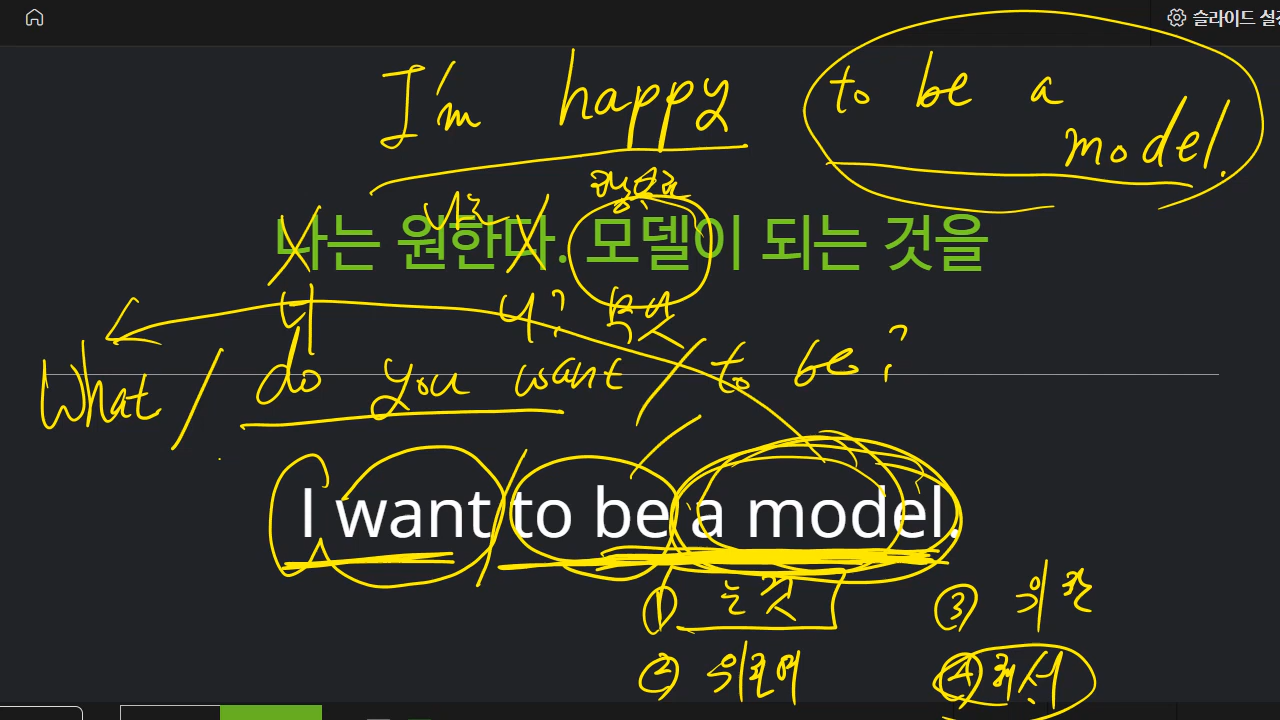 슬라이드 설정
I'm happy to be a
model.
나는 원한다. 모델이 되는 것을
What / do you want / to be?
I want to be a model.
① 는 것 ③ 위한
② 위해여 ④ 해서